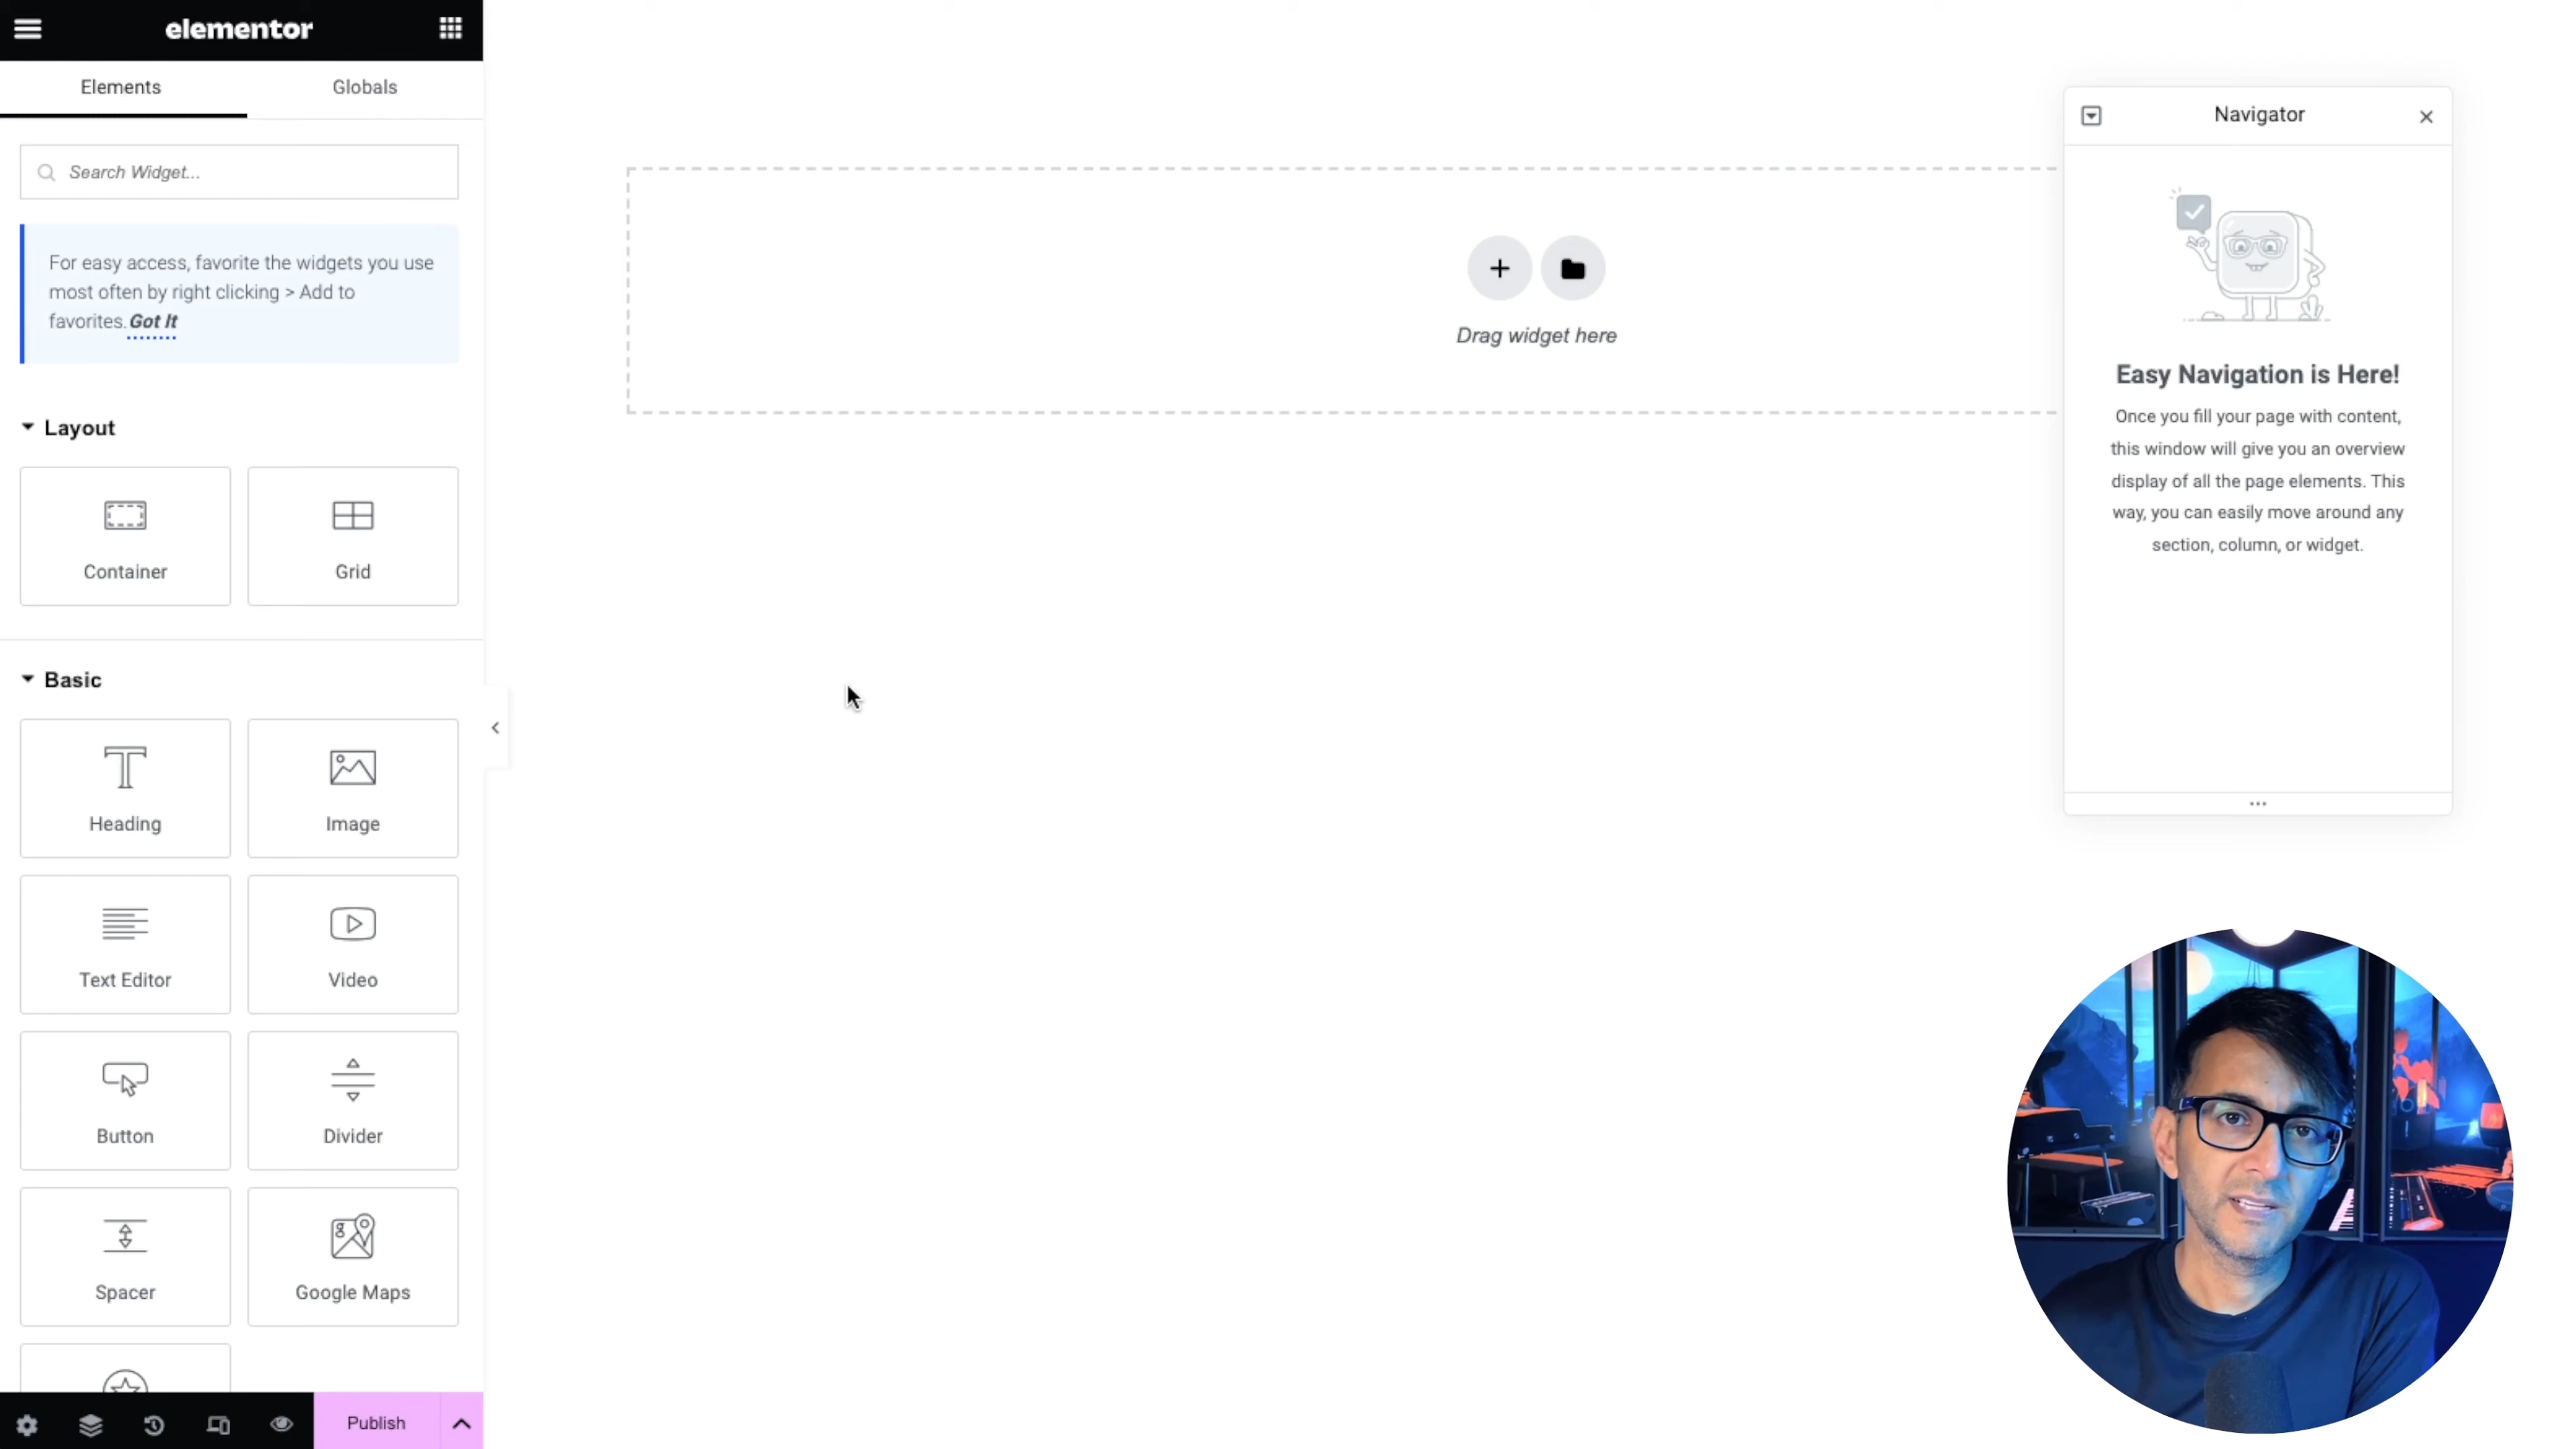 elementor
Elements
Globals
Search Widget...
For easy access, favorite the widgets you use
most often by right clicking > Add to
favorites. Got It
Layout
Container
Grid
Basic
Heading
Image
Text Editor
Video
Button
Divider
Spacer
Google Maps
Publish
Drag widget here
Navigator
Easy Navigation is Here!
Once you fill your page with content,
this window will give you an overview
display of all the page elements. This
way, you can easily move around any
section, column, or widget.